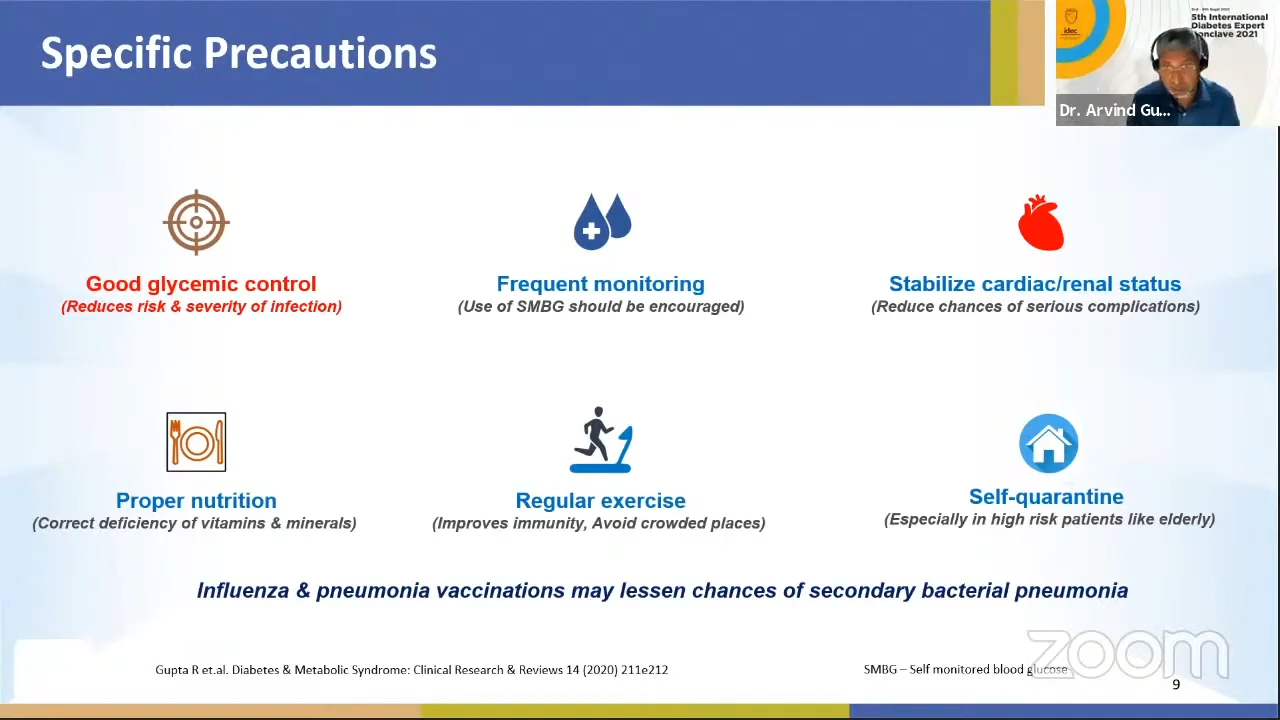 Specific Precautions
idec
5th International
Diabetes Expert
Conclave 2021
Dr. Arvind Gu...
Good glycemic control
(Reduces risk & severity of infection)
Frequent monitoring
(Use of SMBG should be encouraged)
Stabilize cardiac/renal status
(Reduce chances of serious complications)
Proper nutrition
(Correct deficiency of vitamins & minerals)
Regular exercise
(Improves immunity, Avoid crowded places)
Self-quarantine
(Especially in high risk patients like elderly)
Influenza & pneumonia vaccinations may lessen chances of secondary bacterial pneumonia
Gupta R et.al. Diabetes & Metabolic Syndrome: Clinical Research & Reviews 14 (2020) 211e212
SMBG – Self monitored blood glucose
zoom
9